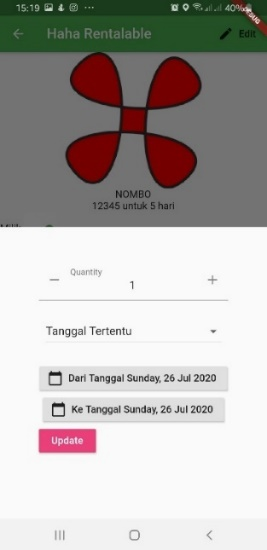 15:19
40%
DEBUG
Haha Rentalable
Edit
NOMBO
12345 untuk 5 hari
Quantity
1
Tanggal Tertentu
Dari Tanggal Sunday, 26 Jul 2020
Ke Tanggal Sunday, 26 Jul 2020
Update